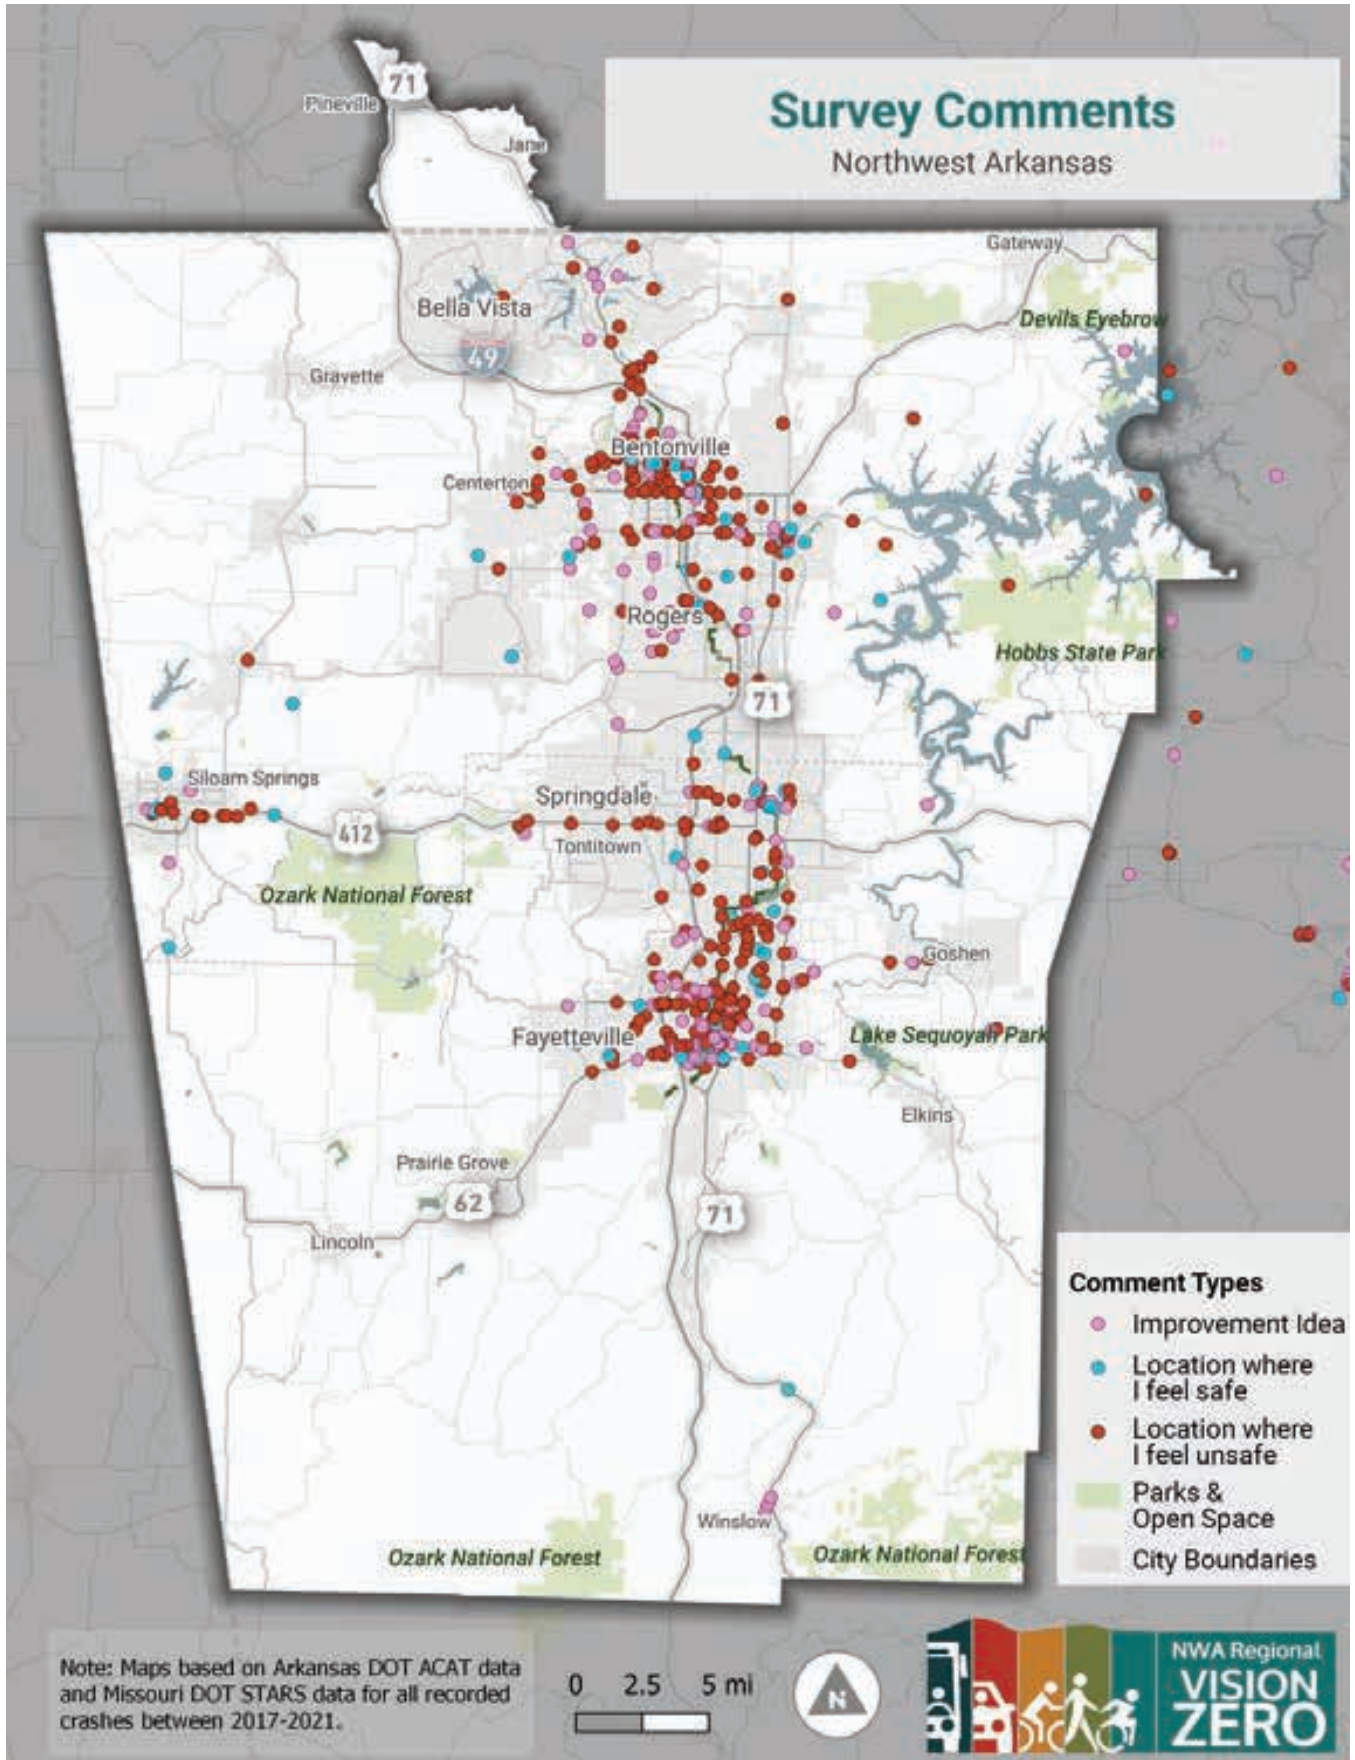 Survey Comments
Northwest Arkansas
71
Pineville
Jane
Gateway
Bella Vista
Devils Eyebrow
49
Gravette
Bentonville
Centerton
Rogers
Hobbs State Park
71
Siloam Springs
Springdale
412
Tontitown
Ozark National Forest
Goshen
Fayetteville
Lake Sequoyah Park
Elkins
Prairie Grove
62
71
Lincoln
Winslow
Ozark National Forest
Ozark National Forest
Comment Types
Improvement Idea
Location where
I feel safe
Location where
I feel unsafe
Parks &
Open Space
City Boundaries
Note: Maps based on Arkansas DOT ACAT data
and Missouri DOT STARS data for all recorded
crashes between 2017-2021.
0 2.5 5 mi
N
NWA Regional
VISION
ZERO